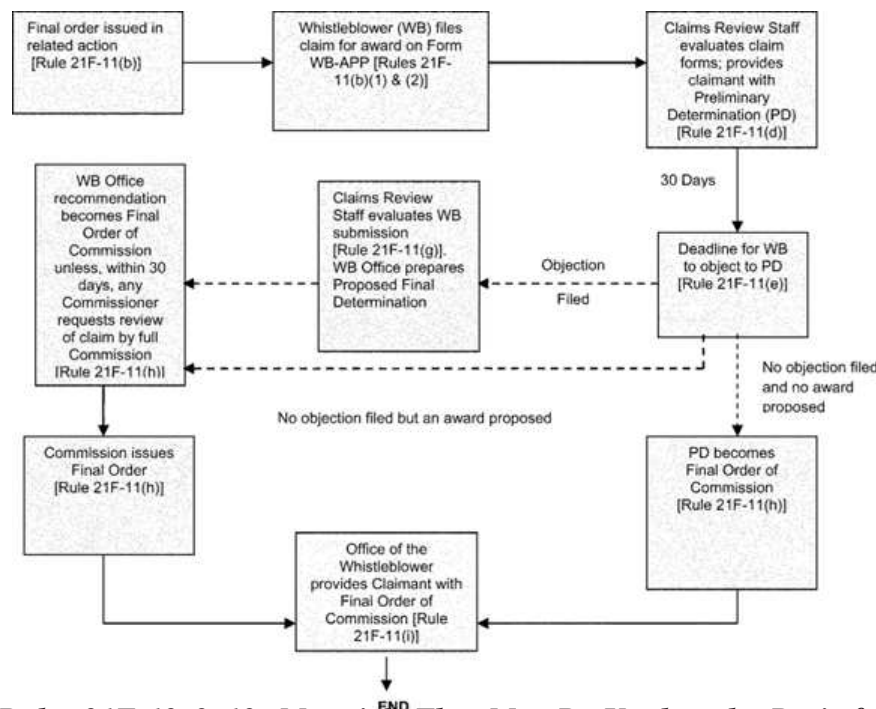 Final order issued in
related action
[Rule 21F-11(b)]
Whistleblower (WB) files
claim for award on Form
WB-APP [Rules 21F-
11(b)(1) & (2)]
Claims Review Staff
evaluates claim
forms; provides
claimant with
Preliminary
Determination (PD)
[Rule 21F-11(d)]
30 Days
WB Office
recommendation
becomes Final
Order of
Commission
unless, within 30
days, any
Commissioner
requests review
of claim by full
Commission
[Rule 21F-11(h)]
Claims Review
Staff evaluates WB
submission
[Rule 21F-11(g)].
WB Office prepares
Proposed Final
Determination
Objection
Filed
Deadline for WB
to object to PD
[Rule 21F-11(e)]
No objection filed
and no award
proposed
No objection filed but an award proposed
Commission issues
Final Order
[Rule 21F-11(h)]
PD becomes
Final Order of
Commission
[Rule 21F-11(h)]
Office of the
Whistleblower
provides Claimant with
Final Order of
Commission [Rule
21F-11(i)]
END